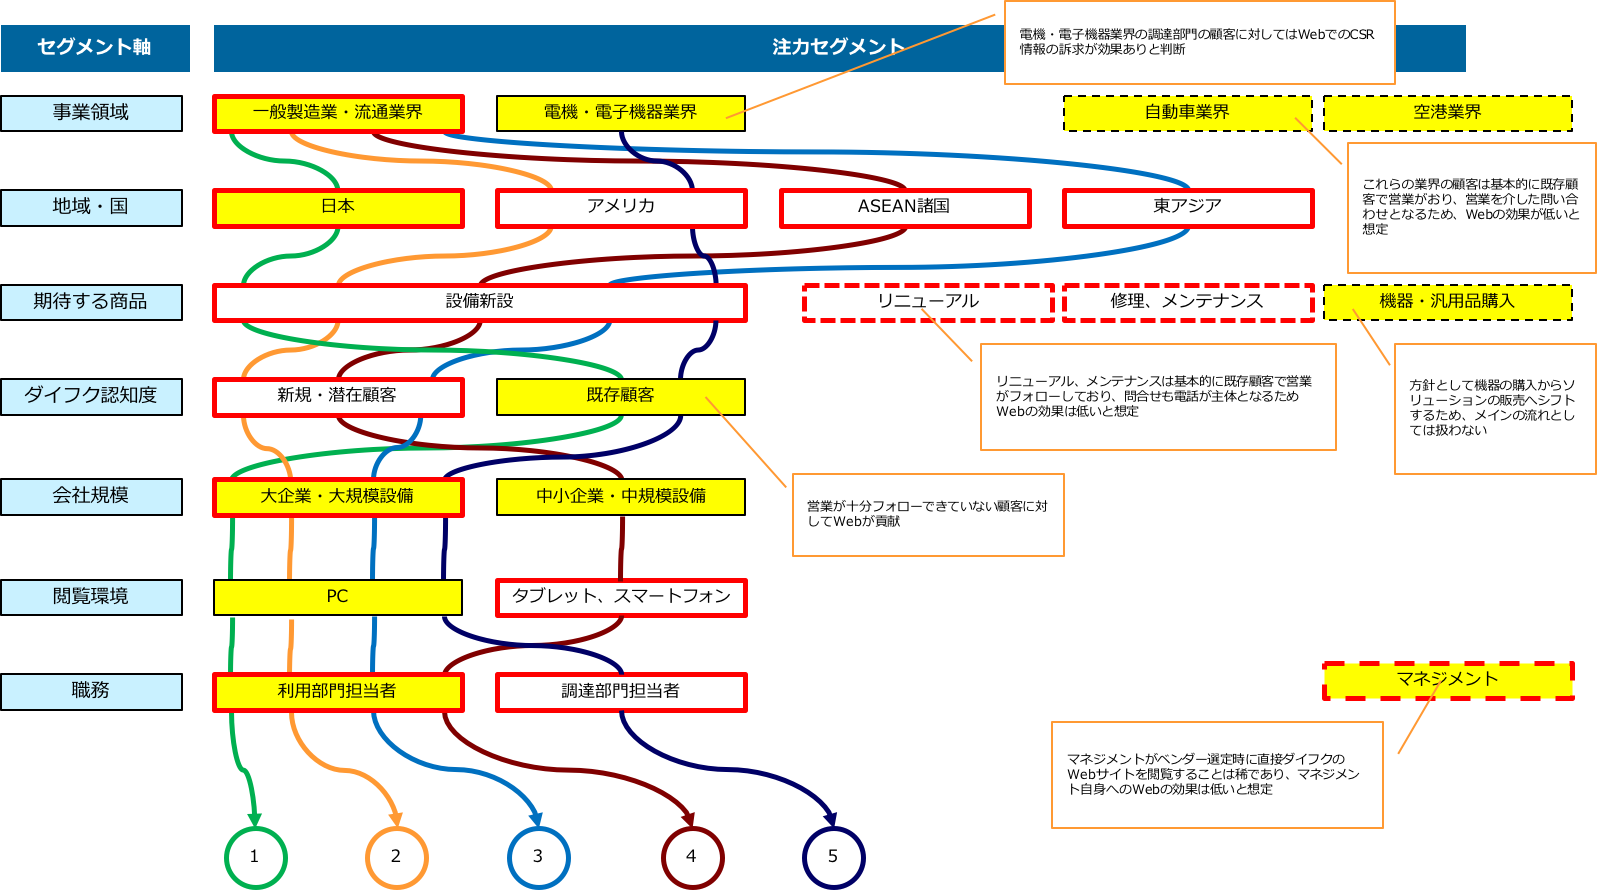 セグメント軸
注力セグメント
電機・電子機器業界の調達部門の顧客に対してはWebでのCSR
情報の訴求が効果ありと判断
事業領域
一般製造業・流通業界
電機・電子機器業界
自動車業界
空港業界
これらの業界の顧客は基本的に既存顧
客で営業がおり、営業を介した問い合
わせとなるため、Webの効果が低いと
想定
地域・国
日本
アメリカ
ASEAN諸国
東アジア
期待する商品
設備新設
リニューアル
修理、メンテナンス
機器・汎用品購入
リニューアル、メンテナンスは基本的に既存顧客で営業
がフォローしており、問合せも電話が主体となるため
Webの効果は低いと想定
方針として機器の購入からソ
リューションの販売へシフト
するため、メインの流れとし
ては扱わない
ダイフク認知度
新規・潜在顧客
既存顧客
営業が十分フォローできていない顧客に対
してWebが貢献
会社規模
大企業・大規模設備
中小企業・中規模設備
閲覧環境
PC
タブレット、スマートフォン
職務
利用部門担当者
調達部門担当者
マネジメント
マネジメントがベンダー選定時に直接ダイフクの
Webサイトを閲覧することは稀であり、マネジメン
ト自身へのWebの効果は低いと想定
1
2
3
4
5